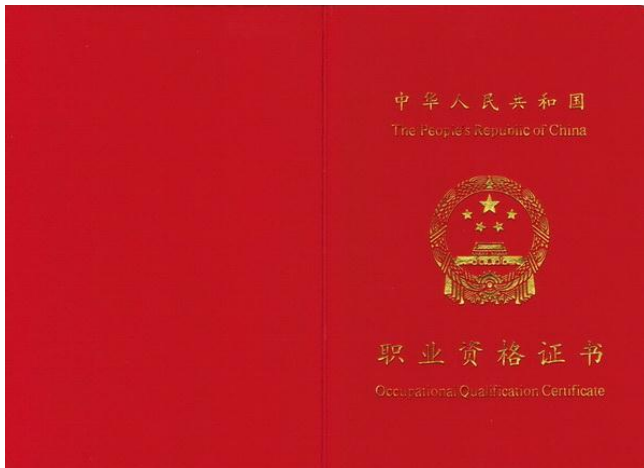 中华人民共和国
The People's Republic of China
职业资格证书
Occupational Qualification Certificate